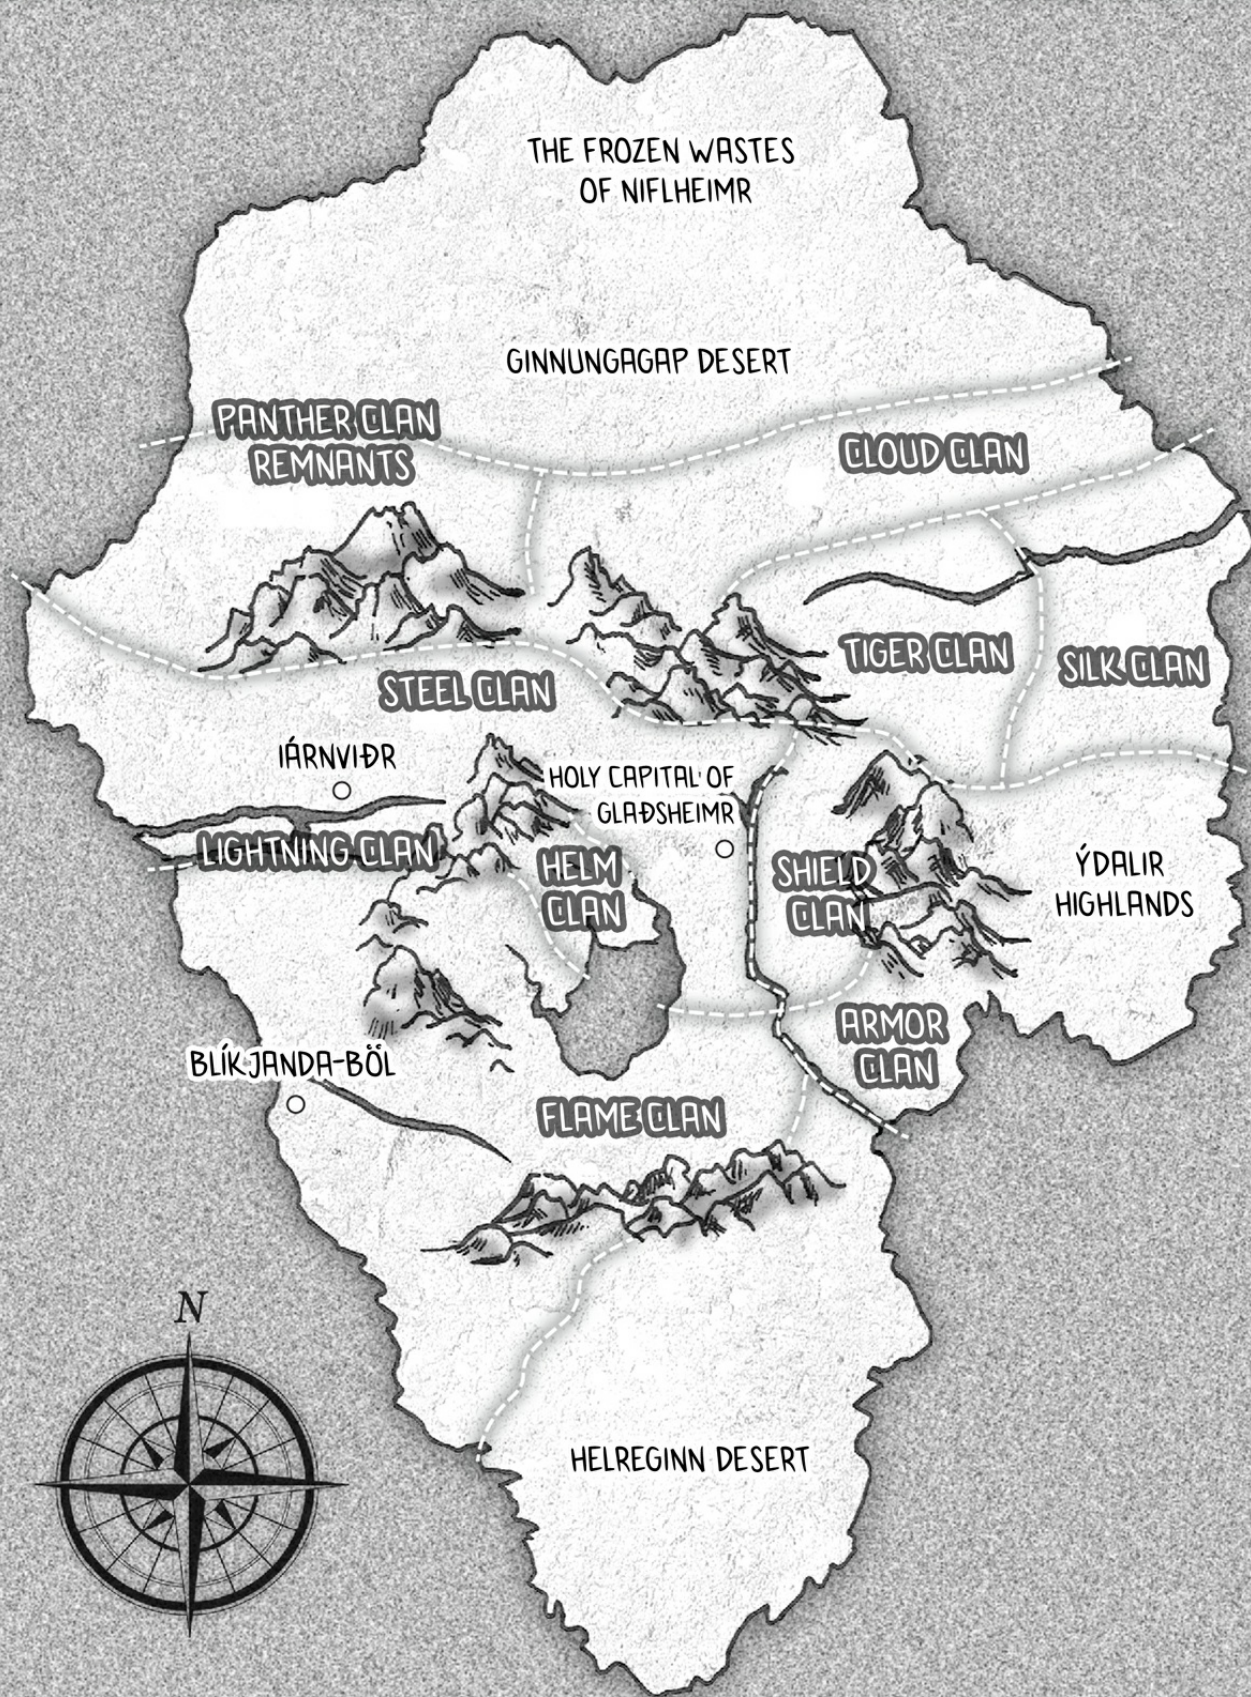 THE FROZEN WASTES
OF NIFLHEIMR
GINNUNGAGAP DESERT
PANTHER CLAN
REMNANTS
CLOUD CLAN
TIGER CLAN
SILK CLAN
STEEL CLAN
IÁRNVIÐR
HOLY CAPITAL OF
GLAÐSHEIMR
LIGHTNING CLAN
HELM
CLAN
SHIELD
CLAN
ÝDALIR
HIGHLANDS
ARMOR
CLAN
BLÍKJANDA-BÖL
FLAME CLAN
N
HELREGINN DESERT